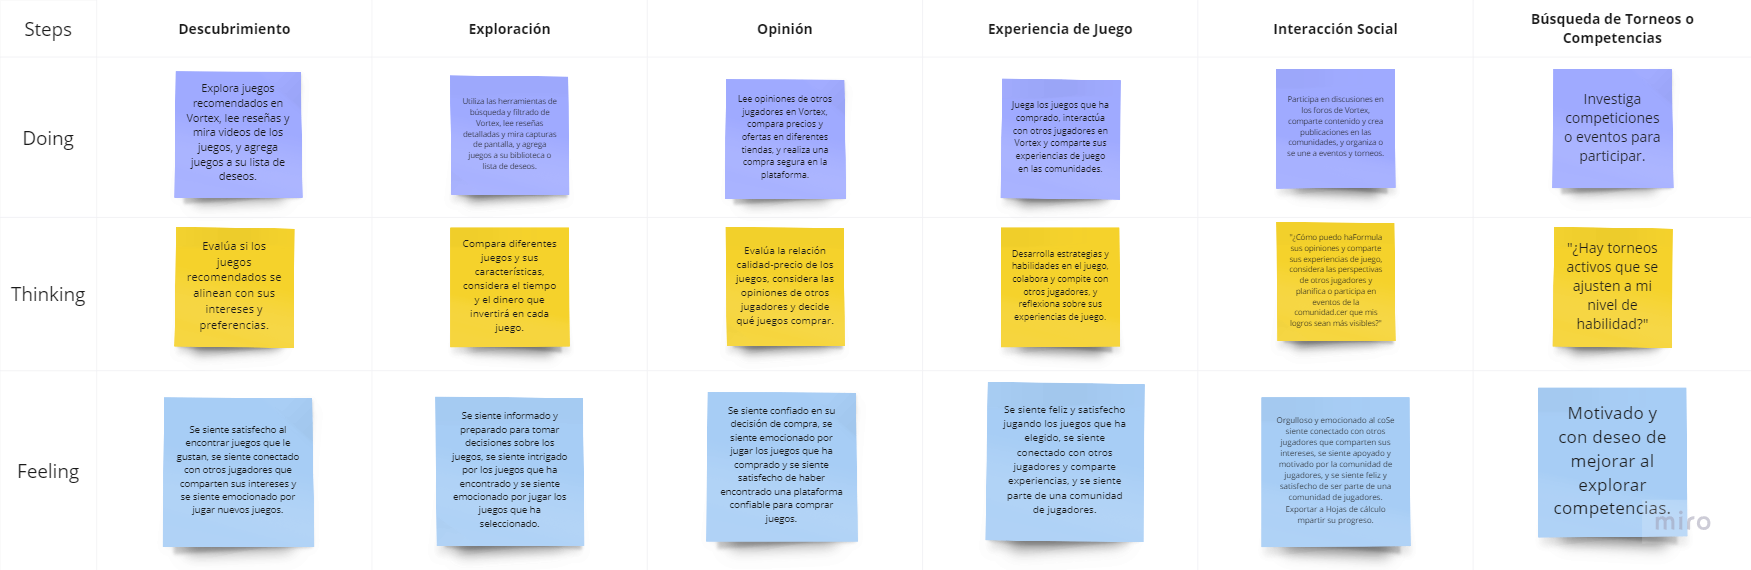 Steps
Descubrimiento
Exploración
Opinión
Experiencia de Juego
Interacción Social
Búsqueda de Torneos o
Competencias
Doing
Explora juegos
recomendados en
Vortex, lee reseñas y
mira videos de los
juegos, y agrega
juegos a su lista de
deseos.
Utiliza las herramientas de
búsqueda y filtrado de
Vortex, lee reseñas
detalladas y mira capturas
de pantalla, y agrega
juegos a su biblioteca o
lista de deseos.
Lee opiniones de otros
jugadores en Vortex,
compara precios y
ofertas en diferentes
tiendas, y realiza una
compra segura en la
plataforma.
Juega los juegos que ha
comprado, interactúa
con otros jugadores en
Vortex y comparte sus
experiencias de juego
en las comunidades.
Participa en discusiones en
los foros de Vortex,
comparte contenido y crea
publicaciones en las
comunidades, y organiza o
se une a eventos y torneos.
Investiga
competiciones
o eventos para
participar.
Thinking
Evalúa si los
juegos
recomendados se
alinean con sus
intereses y
preferencias.
Compara diferentes
juegos y sus
características,
considera el tiempo
y el dinero que
invertirá en cada
juego.
Evalúa la relación
calidad-precio de los
juegos, considera las
opiniones de otros
jugadores y decide
qué juegos comprar.
Desarrolla estrategias y
habilidades en el juego,
colabora y compite con
otros jugadores, y
reflexiona sobre sus
experiencias de juego.
"¿Cómo puedo haFormula
sus opiniones y comparte
sus experiencias de juego,
considera las perspectivas
de otros jugadores y
planifica o participa en
eventos de la
comunidad.cer que mis
logros sean más visibles?"
"¿Hay torneos
activos que se
ajusten a mi
nivel de
habilidad?"
Feeling
Se siente satisfecho al
encontrar juegos que le
gustan, se siente conectado
con otros jugadores que
comparten sus intereses y
se siente emocionado por
jugar nuevos juegos.
Se siente informado y
preparado para tomar
decisiones sobre los
juegos, se siente intrigado
por los juegos que ha
encontrado y se siente
emocionado por jugar los
juegos que ha
seleccionado.
Se siente confiado en su
decisión de compra, se
siente emocionado por
jugar los juegos que ha
comprado y se siente
satisfecho de haber
encontrado una plataforma
confiable para comprar
juegos.
Se siente feliz y satisfecho
jugando los juegos que ha
elegido, se siente
conectado con otros
jugadores y comparte
experiencias, y se siente
parte de una comunidad
de jugadores.
Orgulloso y emocionado al coSe
siente conectado con otros
jugadores que comparten sus
intereses, se siente apoyado y
motivado por la comunidad de
jugadores, y se siente feliz y
satisfecho de ser parte de una
comunidad de jugadores.
Exportar a Hojas de cálculo
mpartir su progreso.
Motivado y
con deseo de
mejorar al
explorar
competencias.
miro